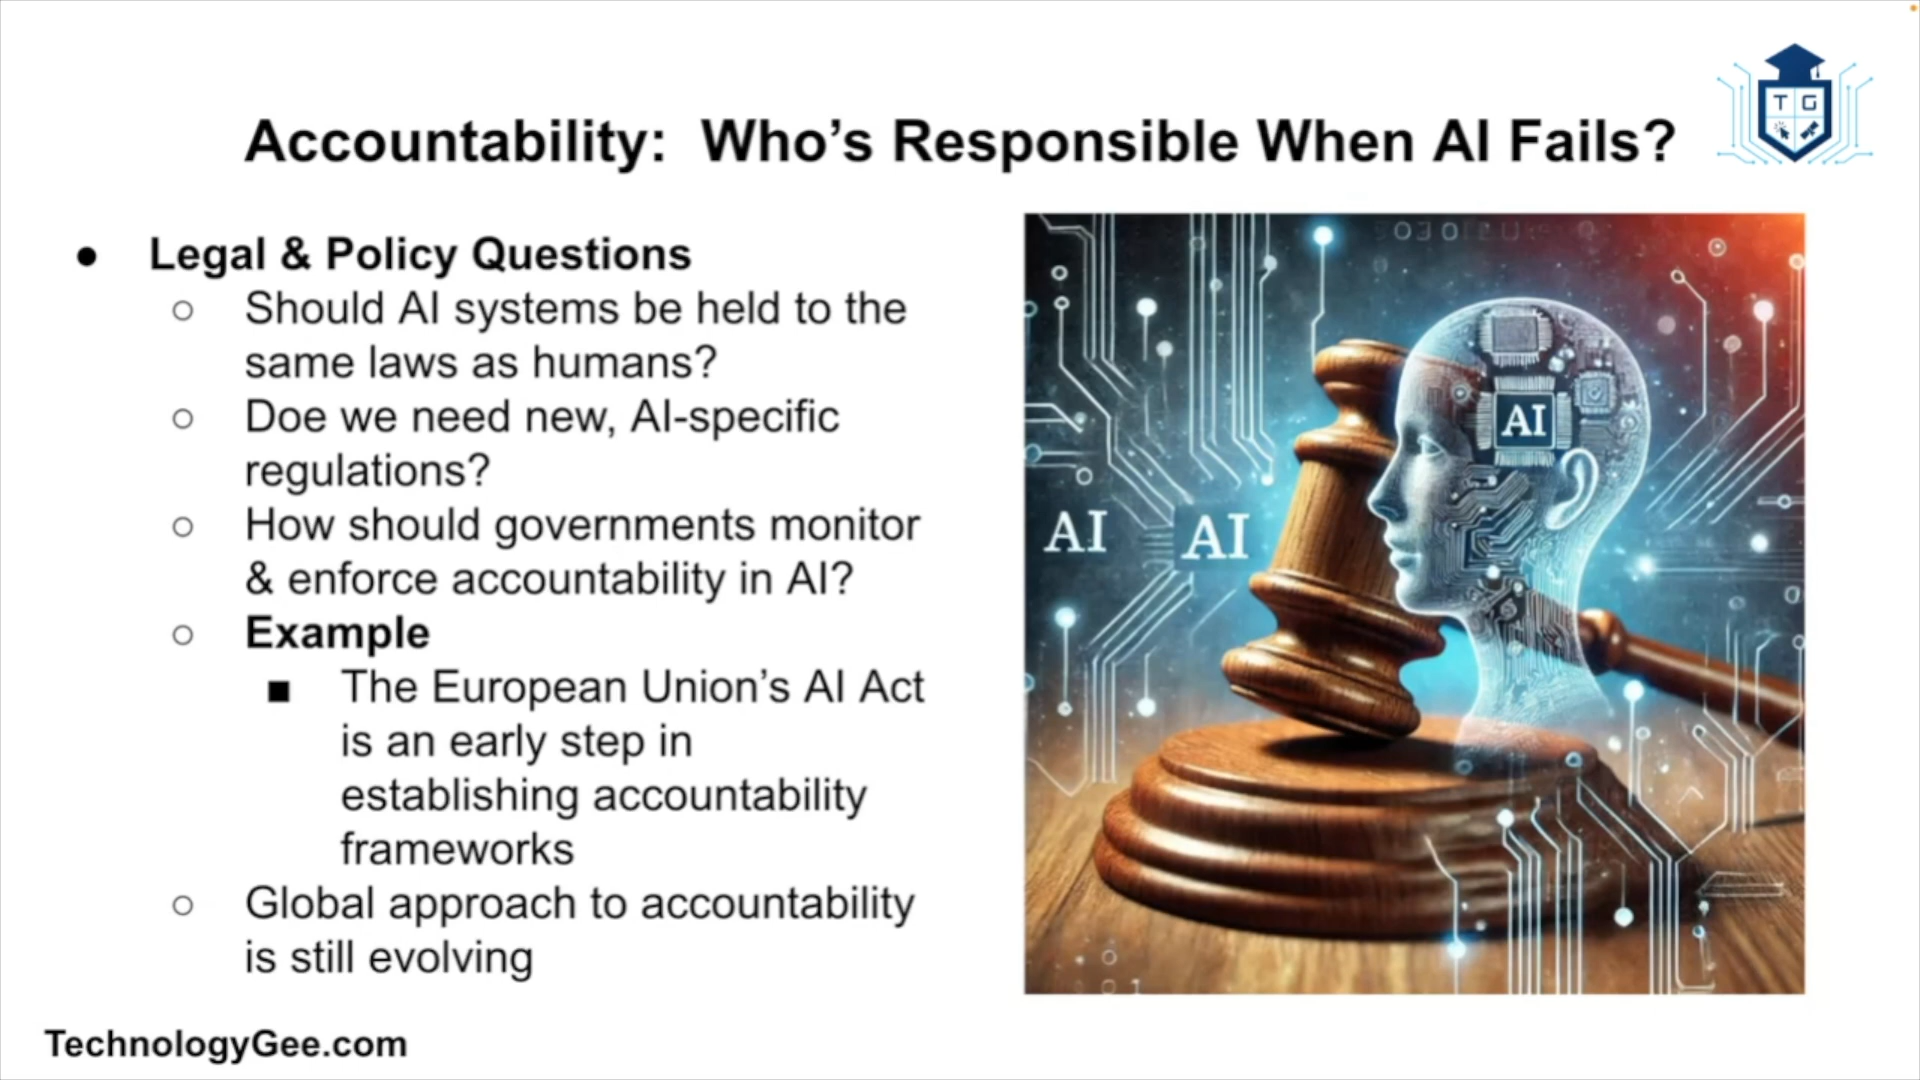 Accountability: Who's Responsible When AI Fails?
T G
● Legal & Policy Questions
○ Should AI systems be held to the
same laws as humans?
○ Doe we need new, AI-specific
regulations?
○ How should governments monitor
& enforce accountability in AI?
○ Example
■ The European Union's AI Act
is an early step in
establishing accountability
frameworks
○ Global approach to accountability
is still evolving
AI
AI
AI
TechnologyGee.com